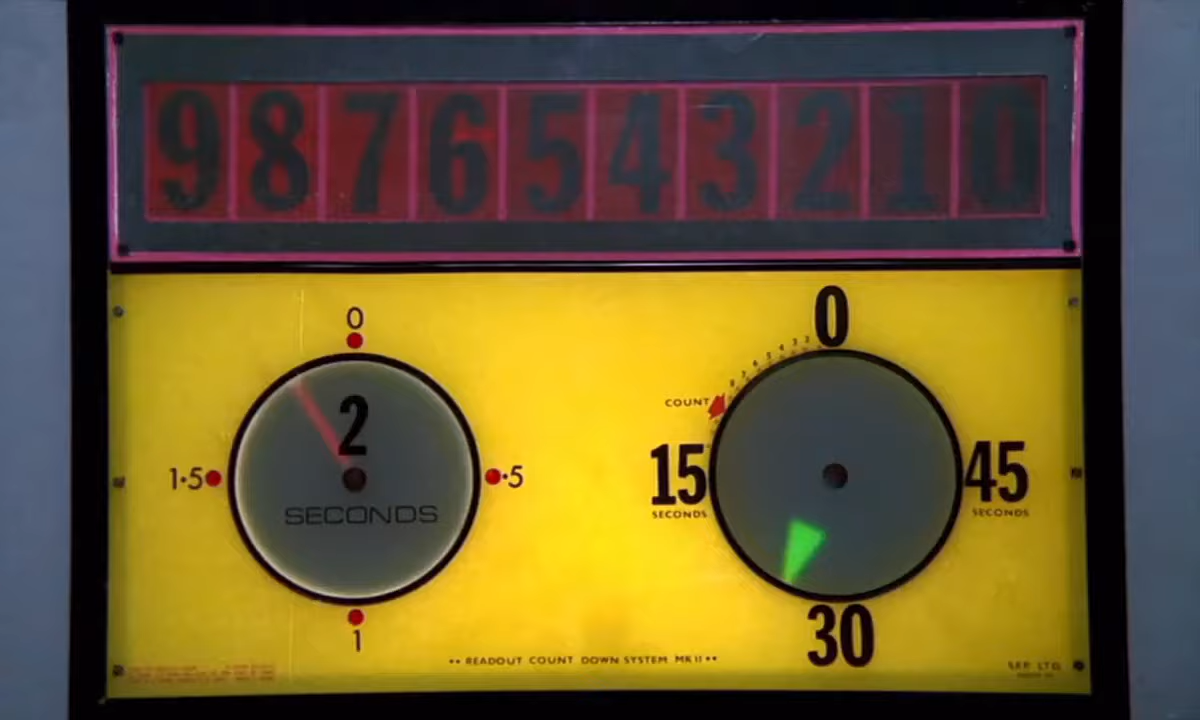 9 8 7 6 5 4 3 2 1 0
0
2
1·5
·5
SECONDS
1
0
COUNT
15
SECONDS
45
SECONDS
30
•• READOUT COUNT DOWN SYSTEM MK II ••